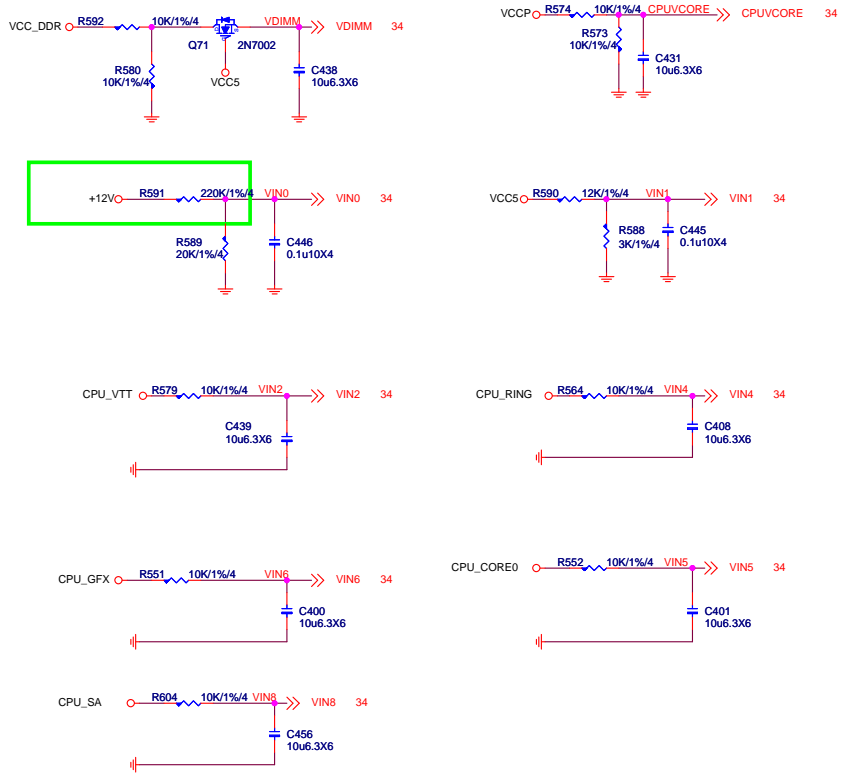 VCC_DDR R592 10K/1%/4 VDIMM VDIMM 34
Q71 2N7002
R580
10K/1%/4
VCC5
C438
10u6.3X6
VCCP R574 10K/1%/4 CPUVCORE CPUVCORE 34
R573
10K/1%/4
C431
10u6.3X6
+12V R591 220K/1%/4 VIN0 VIN0 34
R589
20K/1%/4
C446
0.1u10X4
VCC5 R590 12K/1%/4 VIN1 VIN1 34
R588
3K/1%/4
C445
0.1u10X4
CPU_VTT R579 10K/1%/4 VIN2 VIN2 34
C439
10u6.3X6
CPU_RING R564 10K/1%/4 VIN4 VIN4 34
C408
10u6.3X6
CPU_GFX R551 10K/1%/4 VIN6 VIN6 34
C400
10u6.3X6
CPU_CORE0 R552 10K/1%/4 VIN5 VIN5 34
C401
10u6.3X6
CPU_SA R604 10K/1%/4 VIN8 VIN8 34
C456
10u6.3X6